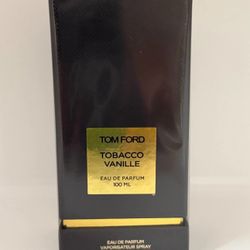 TOM FORD
TOBACCO
VANILLE
EAU DE PARFUM
100 ML
EAU DE PARFUM
VAPORISATEUR SPRAY